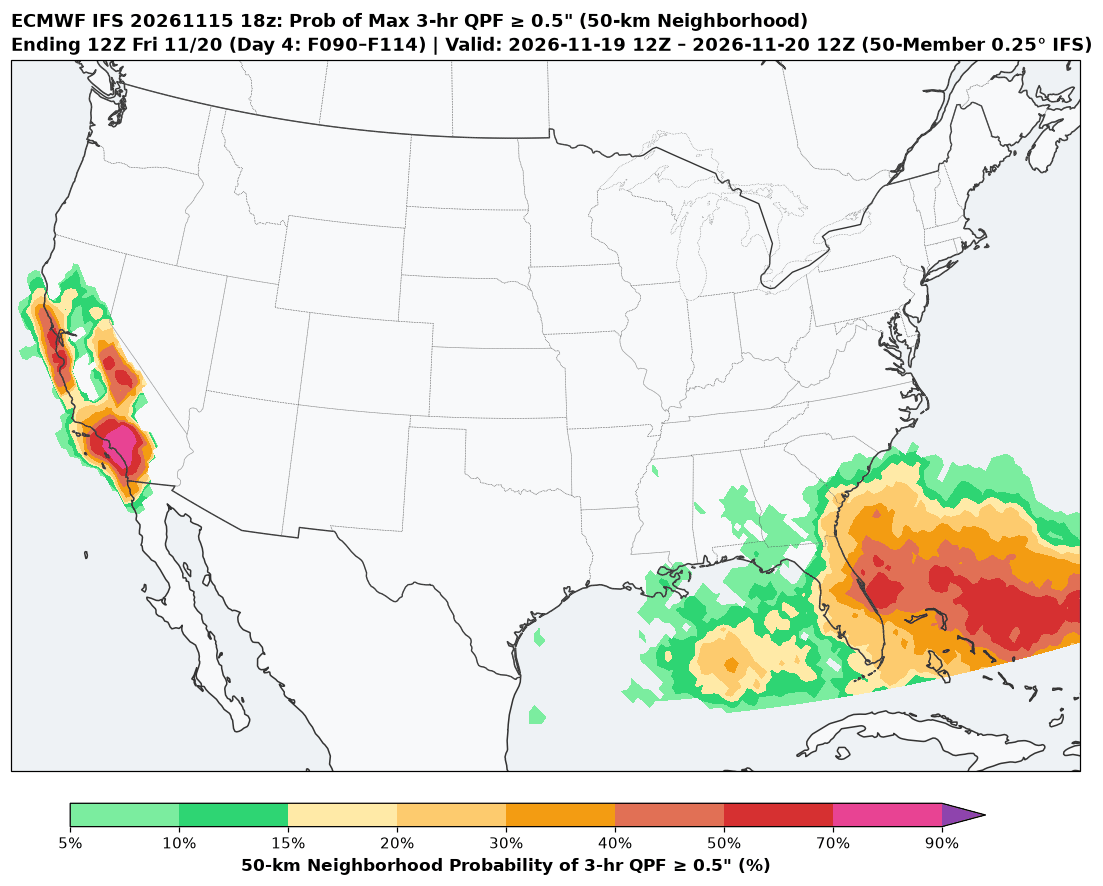 ECMWF IFS 20261115 18z: Prob of Max 3-hr QPF ≥ 0.5" (50-km Neighborhood)
Ending 12Z Fri 11/20 (Day 4: F090–F114) | Valid: 2026-11-19 12Z – 2026-11-20 12Z (50-Member 0.25° IFS)
5% 10% 15% 20% 30% 40% 50% 70% 90%
50-km Neighborhood Probability of 3-hr QPF ≥ 0.5" (%)